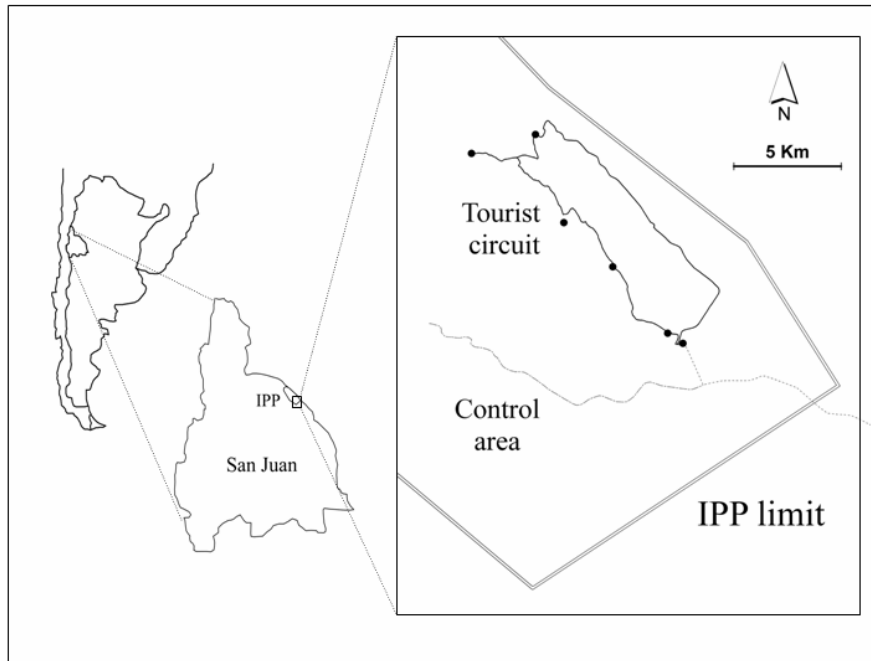 N
5 Km
Tourist
circuit
IPP
Control
area
San Juan
IPP limit